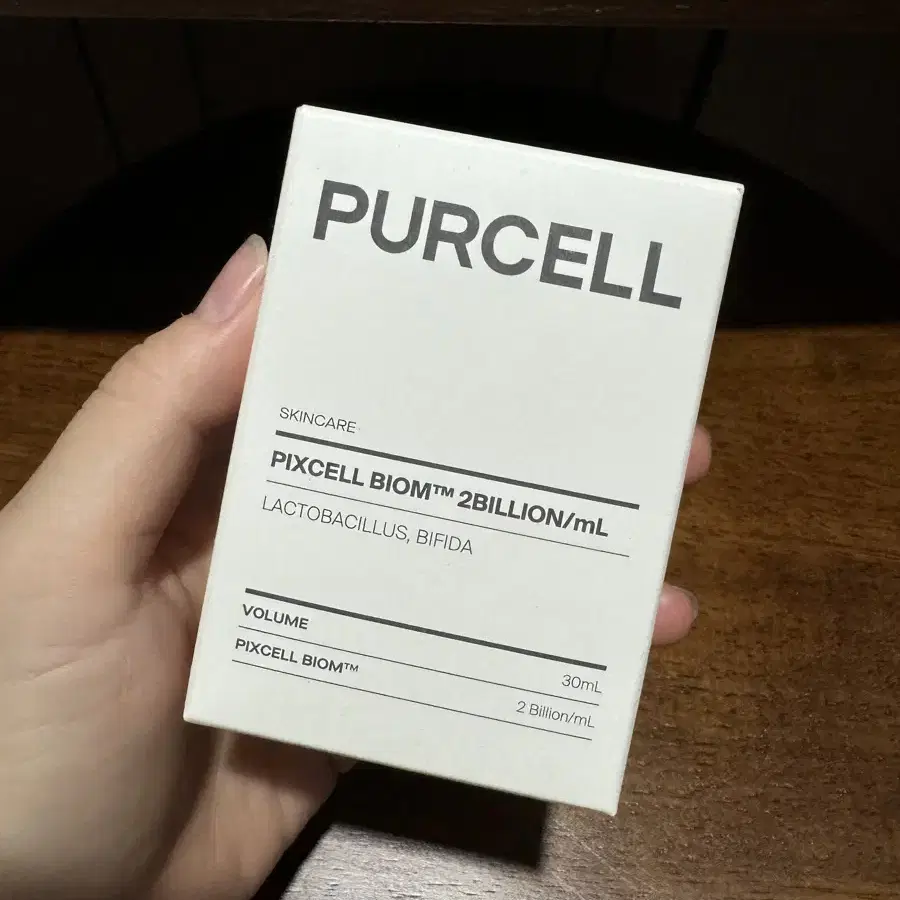 PURCELL
SKINCARE
PIXCELL BIOM™ 2BILLION/mL
LACTOBACILLUS, BIFIDA
VOLUME 30mL
PIXCELL BIOM™ 2 Billion/mL